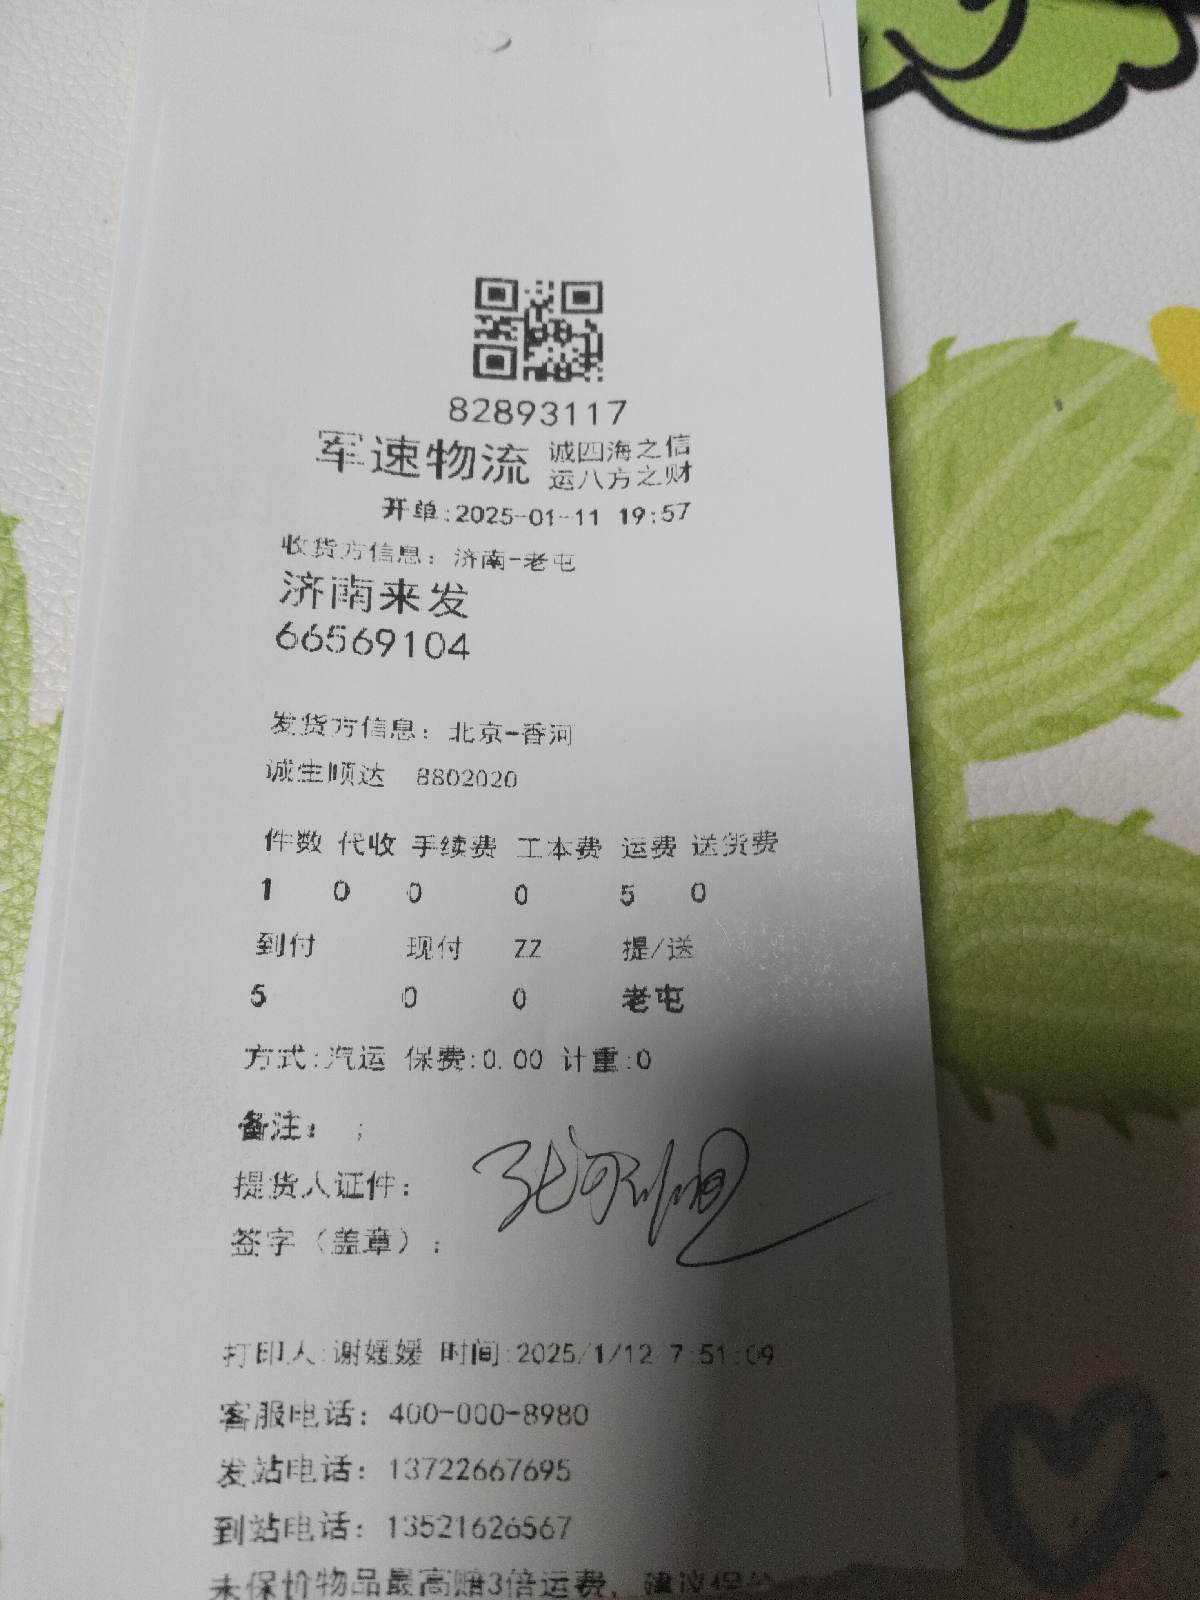 82893117
军速物流 诚四海之信
运八方之财
开单:2025-01-11 19:57
收货方信息: 济南-老屯
济南来发
66569104
发货方信息: 北京-香河
诚生顺达 8802020
件数 代收 手续费 工本费 运费 送货费
1 0 0 0 5 0
到付 现付 ZZ 提/送
5 0 0 老屯
方式:汽运 保费:0.00 计重:0
备注: ;
提货人证件:
签字（盖章）:
打印人:谢媛媛 时间:2025/1/12 7:51:09
客服电话: 400-000-8980
发站电话: 13722667695
到站电话: 13521626567
未保价物品最高赔3倍运费, 建议保价